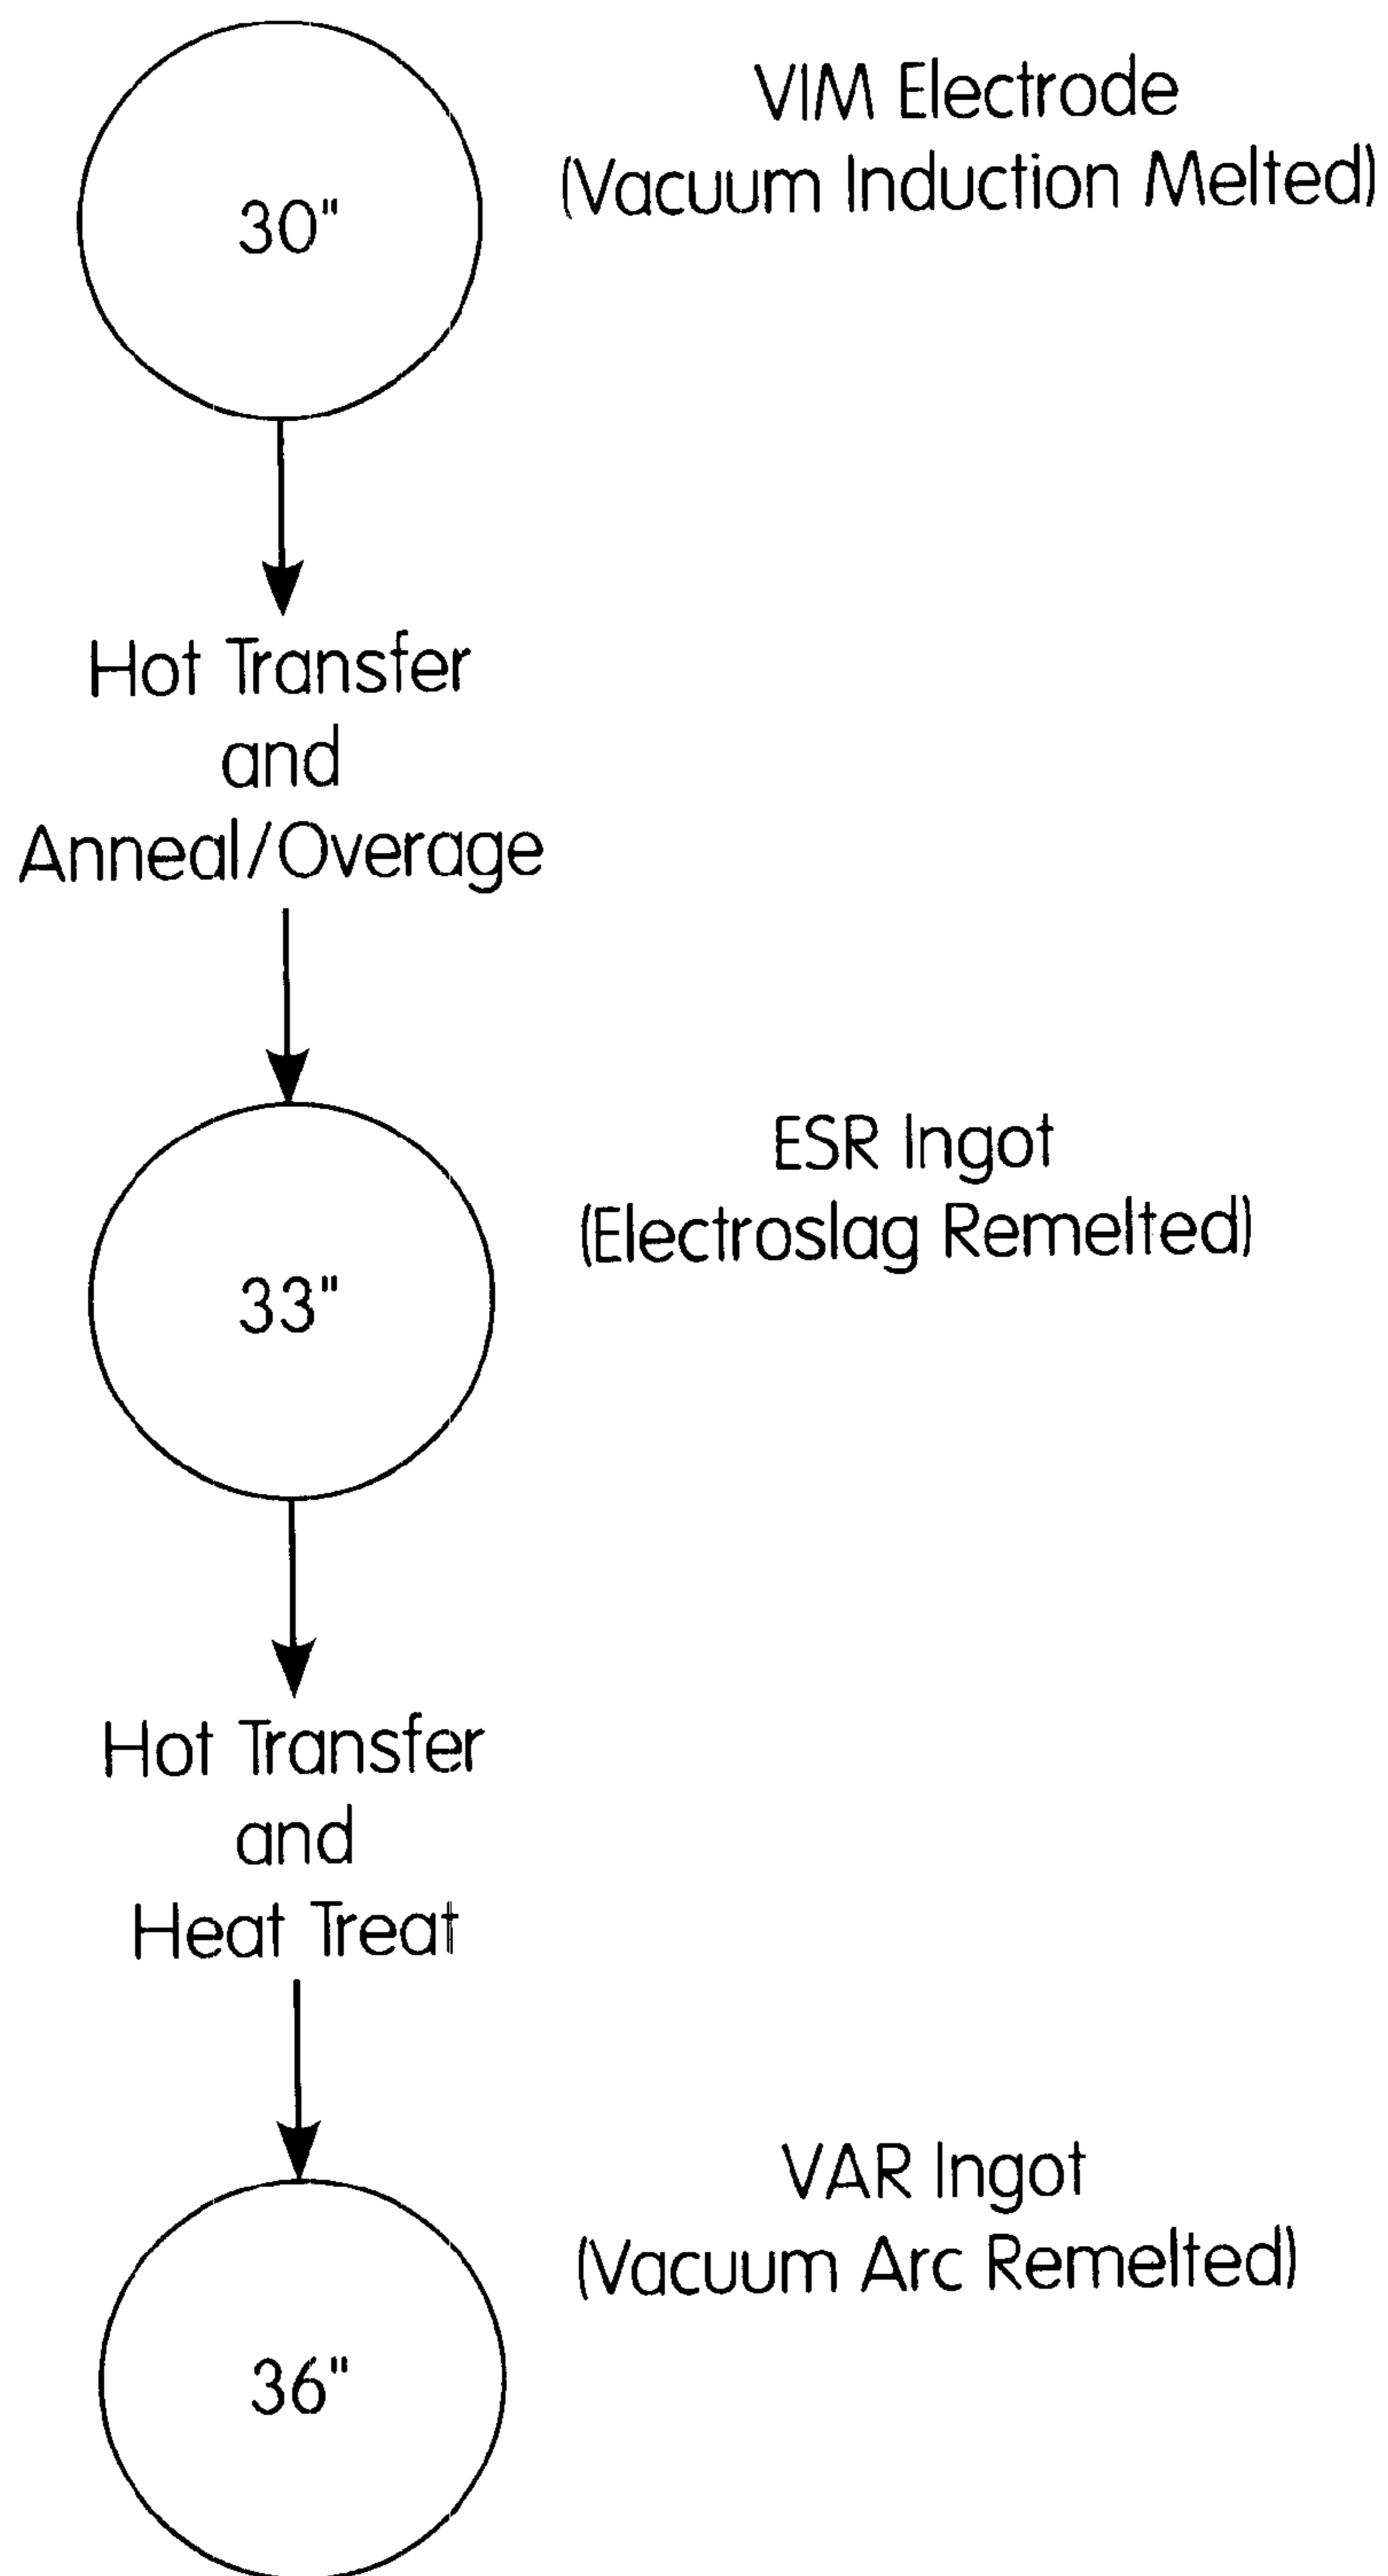 30"
VIM Electrode
(Vacuum Induction Melted)
Hot Transfer
and
Anneal/Overage
33"
ESR Ingot
(Electroslag Remelted)
Hot Transfer
and
Heat Treat
36"
VAR Ingot
(Vacuum Arc Remelted)